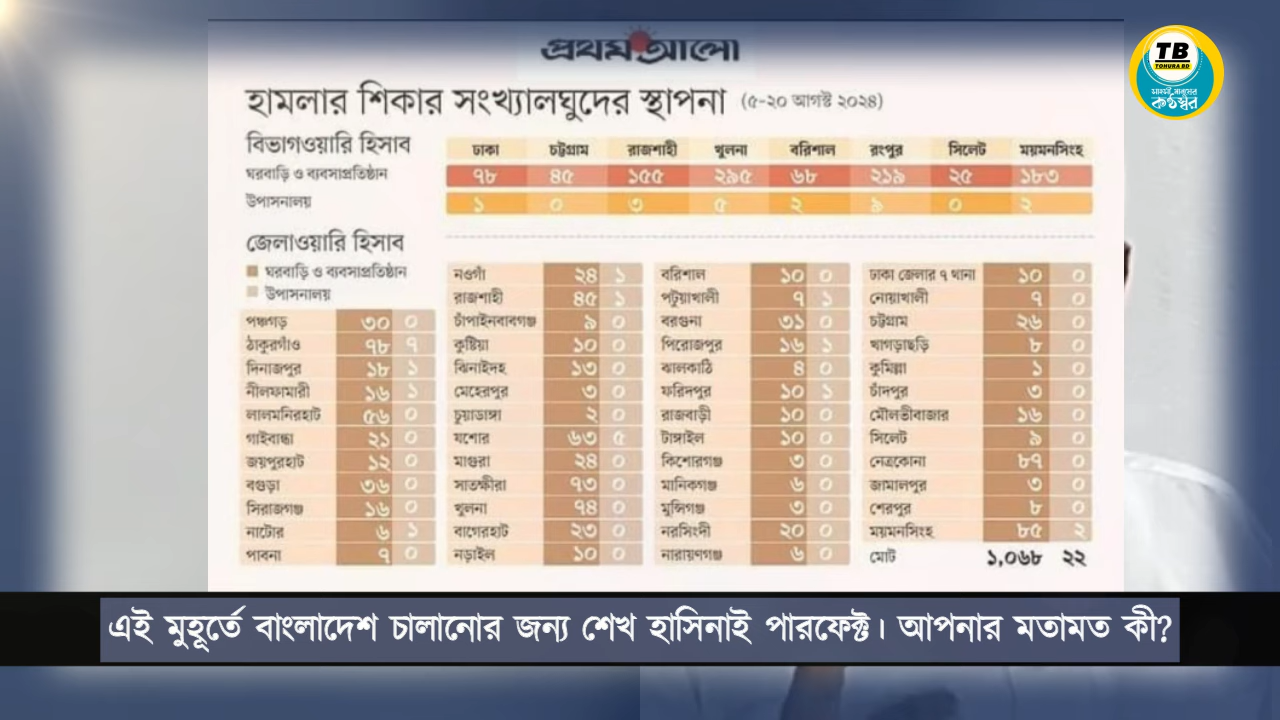 প্রথম আলো
TB
TOHURA BD
কণ্ঠস্বর
হামলার শিকার সংখ্যালঘুদের স্থাপনা (৫-২০ আগস্ট ২০২৪)
বিভাগওয়ারি হিসাব
ঢাকা চট্টগ্রাম রাজশাহী খুলনা বরিশাল রংপুর সিলেট ময়মনসিংহ
ঘরবাড়ি ও ব্যবসাপ্রতিষ্ঠান ৭৮ ৪৫ ১৫৫ ২৯৫ ৬৮ ২১৯ ২৫ ১৮৩
উপাসনালয় ১ ০ ৩ ৫ ২ ৯ ০ ২
জেলাওয়ারি হিসাব
ঘরবাড়ি ও ব্যবসাপ্রতিষ্ঠান
উপাসনালয়
পঞ্চগড় ৩০ ০
ঠাকুরগাঁও ৭৮ ৭
দিনাজপুর ১৮ ১
নীলফামারী ১৬ ১
লালমনিরহাট ৫৬ ০
গাইবান্ধা ২১ ০
জয়পুরহাট ১২ ০
বগুড়া ৩৬ ০
সিরাজগঞ্জ ১৬ ০
নাটোর ৬ ১
পাবনা ৭ ০
নওগাঁ ২৪ ১
রাজশাহী ৪৫ ১
চাঁপাইনবাবগঞ্জ ৯ ০
কুষ্টিয়া ১০ ০
ঝিনাইদহ ১৩ ০
মেহেরপুর ৩ ০
চুয়াডাঙ্গা ২ ০
যশোর ৬৩ ৫
মাগুরা ২৪ ০
সাতক্ষীরা ৭৩ ০
খুলনা ৭৪ ০
বাগেরহাট ২৩ ০
নড়াইল ১০ ০
বরিশাল ১০ ০
পটুয়াখালী ৭ ১
বরগুনা ৩১ ০
পিরোজপুর ১৬ ১
ঝালকাঠি ৪ ০
ফরিদপুর ১০ ১
রাজবাড়ী ১০ ০
টাঙ্গাইল ১০ ০
কিশোরগঞ্জ ৩ ০
মানিকগঞ্জ ৬ ০
মুন্সিগঞ্জ ৩ ০
নরসিংদী ২০ ০
নারায়ণগঞ্জ ৬ ০
ঢাকা জেলার ৭ থানা ১০ ০
নোয়াখালী ৭ ০
চট্টগ্রাম ২৬ ০
খাগড়াছড়ি ৮ ০
কুমিল্লা ১ ০
চাঁদপুর ৩ ০
মৌলভীবাজার ১৬ ০
সিলেট ৯ ০
নেত্রকোনা ৮৭ ০
জামালপুর ৩ ০
শেরপুর ৮ ০
ময়মনসিংহ ৮৫ ২
মোট ১,০৬৮ ২২
এই মুহূর্তে বাংলাদেশ চালানোর জন্য শেখ হাসিনাই পারফেক্ট। আপনার মতামত কী?